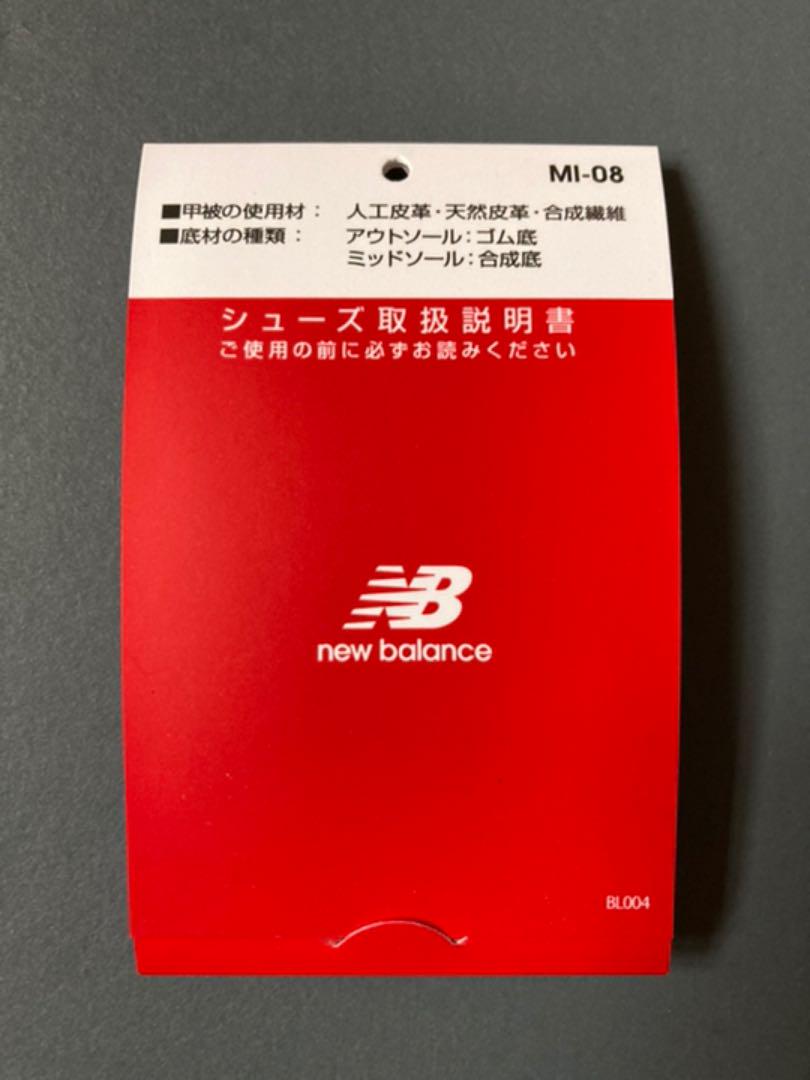 MI-08
■甲被の使用材： 人工皮革・天然皮革・合成繊維
■底材の種類： アウトソール：ゴム底
ミッドソール：合成底
シューズ取扱説明書
ご使用の前に必ずお読みください
NB
new balance
BL004